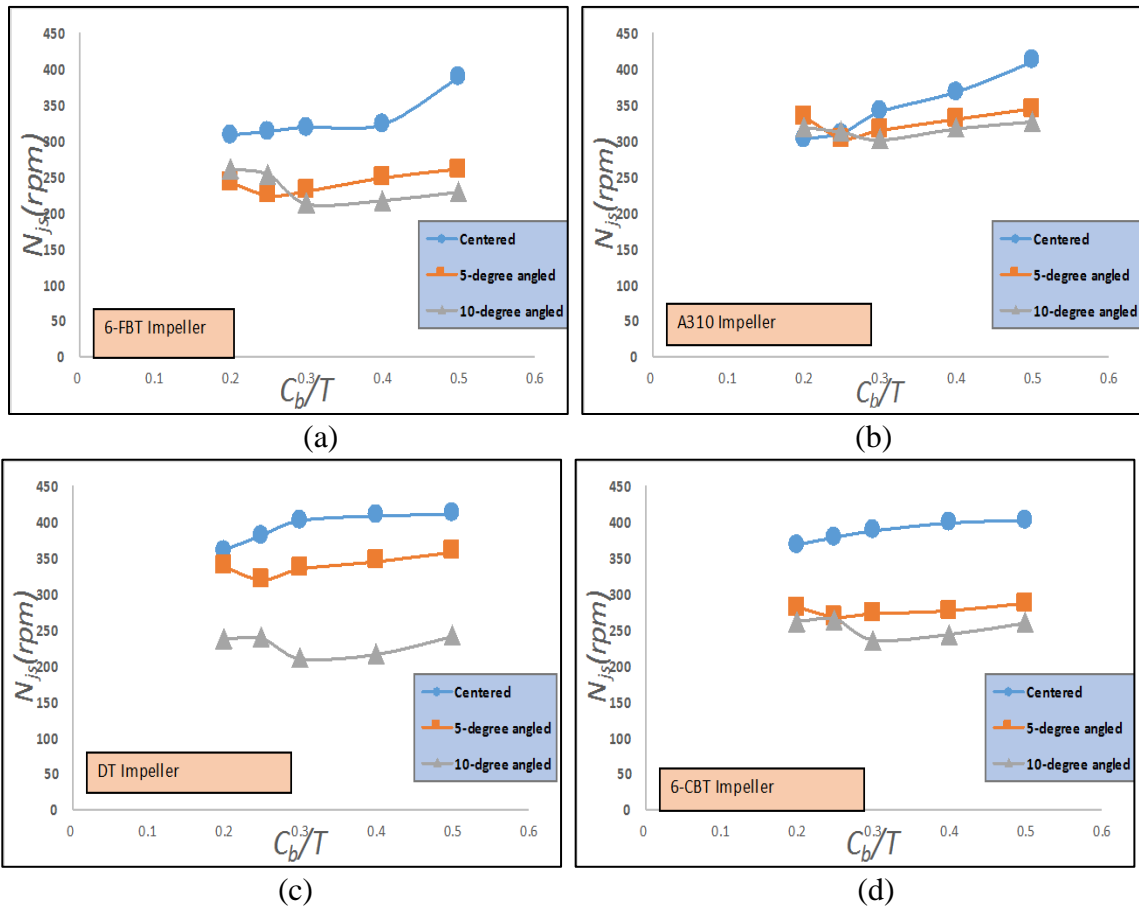 450
400
350
300
250
200
150
100
50
0
N_js(rpm)
0 0.1 0.2 0.3 0.4 0.5 0.6
C_b/T
Centered
5-degree angled
10-degree angled
6-FBT Impeller
(a)
450
400
350
300
250
200
150
100
50
0
N_js(rpm)
0 0.1 0.2 0.3 0.4 0.5 0.6
C_b/T
Centered
5-degree angled
10-degree angled
A310 Impeller
(b)
450
400
350
300
250
200
150
100
50
0
N_js(rpm)
0 0.1 0.2 0.3 0.4 0.5 0.6
C_b/T
Centered
5-degree angled
10-dgree angled
DT Impeller
(c)
450
400
350
300
250
200
150
100
50
0
N_js(rpm)
0 0.1 0.2 0.3 0.4 0.5 0.6
C_b/T
Centered
5-degree angled
10-degree angled
6-CBT Impeller
(d)